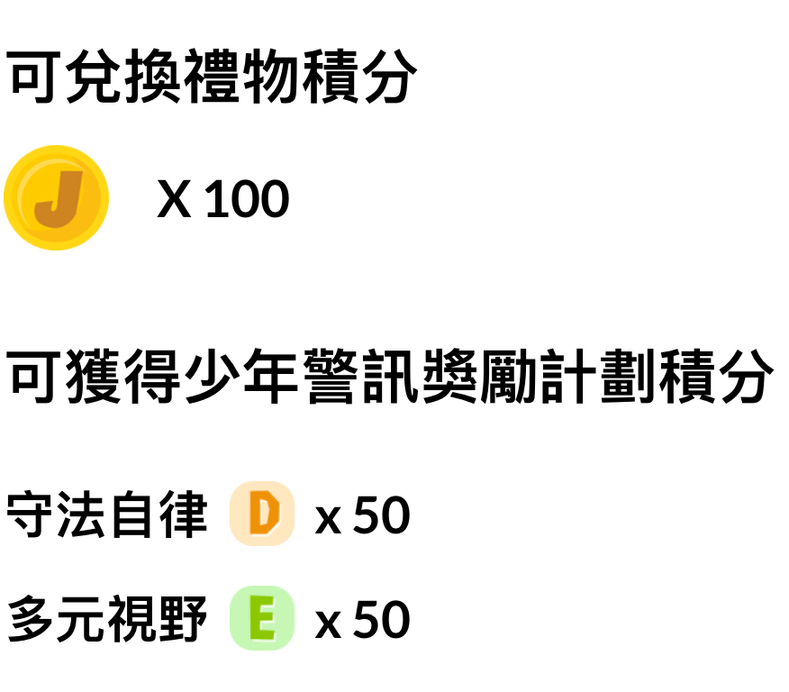 可兌換禮物積分
J X 100
可獲得少年警訊獎勵計劃積分
守法自律 D x 50
多元視野 E x 50